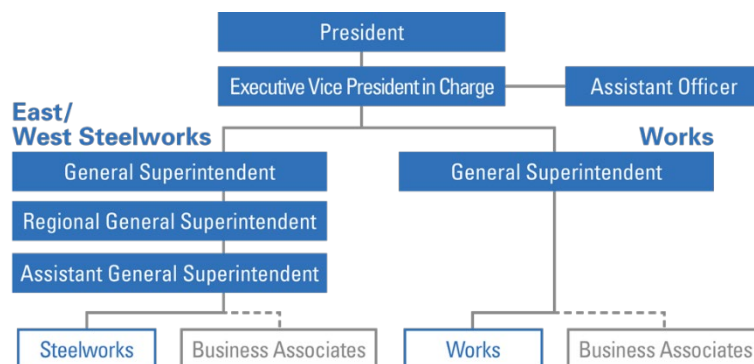 President
Executive Vice President in Charge
Assistant Officer
East/
West Steelworks
Works
General Superintendent
General Superintendent
Regional General Superintendent
Assistant General Superintendent
Steelworks
Business Associates
Works
Business Associates